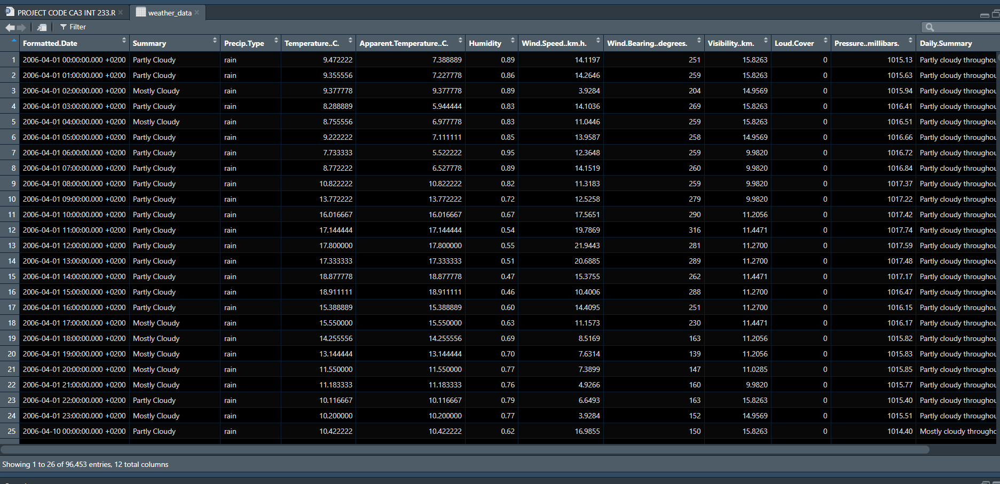 PROJECT CODE CA3 INT 233.R × weather_data ×
Filter
Formatted.Date Summary Precip.Type Temperature..C. Apparent.Temperature..C. Humidity Wind.Speed..km.h. Wind.Bearing..degrees. Visibility..km. Loud.Cover Pressure..millibars. Daily.Summary
1 2006-04-01 00:00:00.000 +0200 Partly Cloudy rain 9.472222 7.388889 0.89 14.1197 251 15.8263 0 1015.13 Partly cloudy throughou
2 2006-04-01 01:00:00.000 +0200 Partly Cloudy rain 9.355556 7.227778 0.86 14.2646 259 15.8263 0 1015.63 Partly cloudy throughou
3 2006-04-01 02:00:00.000 +0200 Mostly Cloudy rain 9.377778 9.377778 0.89 3.9284 204 14.9569 0 1015.94 Partly cloudy throughou
4 2006-04-01 03:00:00.000 +0200 Partly Cloudy rain 8.288889 5.944444 0.83 14.1036 269 15.8263 0 1016.41 Partly cloudy throughou
5 2006-04-01 04:00:00.000 +0200 Mostly Cloudy rain 8.755556 6.977778 0.83 11.0446 259 15.8263 0 1016.51 Partly cloudy throughou
6 2006-04-01 05:00:00.000 +0200 Partly Cloudy rain 9.222222 7.111111 0.85 13.9587 258 14.9569 0 1016.66 Partly cloudy throughou
7 2006-04-01 06:00:00.000 +0200 Partly Cloudy rain 7.733333 5.522222 0.95 12.3648 259 9.9820 0 1016.72 Partly cloudy throughou
8 2006-04-01 07:00:00.000 +0200 Partly Cloudy rain 8.772222 6.527778 0.89 14.1519 260 9.9820 0 1016.84 Partly cloudy throughou
9 2006-04-01 08:00:00.000 +0200 Partly Cloudy rain 10.822222 10.822222 0.82 11.3183 259 9.9820 0 1017.37 Partly cloudy throughou
10 2006-04-01 09:00:00.000 +0200 Partly Cloudy rain 13.772222 13.772222 0.72 12.5258 279 9.9820 0 1017.22 Partly cloudy throughou
11 2006-04-01 10:00:00.000 +0200 Partly Cloudy rain 16.016667 16.016667 0.67 17.5651 290 11.2056 0 1017.42 Partly cloudy throughou
12 2006-04-01 11:00:00.000 +0200 Partly Cloudy rain 17.144444 17.144444 0.54 19.7869 316 11.4471 0 1017.74 Partly cloudy throughou
13 2006-04-01 12:00:00.000 +0200 Partly Cloudy rain 17.800000 17.800000 0.55 21.9443 281 11.2700 0 1017.59 Partly cloudy throughou
14 2006-04-01 13:00:00.000 +0200 Partly Cloudy rain 17.333333 17.333333 0.51 20.6885 289 11.2700 0 1017.48 Partly cloudy throughou
15 2006-04-01 14:00:00.000 +0200 Partly Cloudy rain 18.877778 18.877778 0.47 15.3755 262 11.4471 0 1017.17 Partly cloudy throughou
16 2006-04-01 15:00:00.000 +0200 Partly Cloudy rain 18.911111 18.911111 0.46 10.4006 288 11.2700 0 1016.47 Partly cloudy throughou
17 2006-04-01 16:00:00.000 +0200 Partly Cloudy rain 15.388889 15.388889 0.60 14.4095 251 11.2700 0 1016.15 Partly cloudy throughou
18 2006-04-01 17:00:00.000 +0200 Mostly Cloudy rain 15.550000 15.550000 0.63 11.1573 230 11.4471 0 1016.17 Partly cloudy throughou
19 2006-04-01 18:00:00.000 +0200 Mostly Cloudy rain 14.255556 14.255556 0.69 8.5169 163 11.2056 0 1015.82 Partly cloudy throughou
20 2006-04-01 19:00:00.000 +0200 Mostly Cloudy rain 13.144444 13.144444 0.70 7.6314 139 11.2056 0 1015.83 Partly cloudy throughou
21 2006-04-01 20:00:00.000 +0200 Mostly Cloudy rain 11.550000 11.550000 0.77 7.3899 147 11.0285 0 1015.85 Partly cloudy throughou
22 2006-04-01 21:00:00.000 +0200 Mostly Cloudy rain 11.183333 11.183333 0.76 4.9266 160 9.9820 0 1015.77 Partly cloudy throughou
23 2006-04-01 22:00:00.000 +0200 Partly Cloudy rain 10.116667 10.116667 0.79 6.6493 163 15.8263 0 1015.40 Partly cloudy throughou
24 2006-04-01 23:00:00.000 +0200 Mostly Cloudy rain 10.200000 10.200000 0.77 3.9284 152 14.9569 0 1015.51 Partly cloudy throughou
25 2006-04-10 00:00:00.000 +0200 Partly Cloudy rain 10.422222 10.422222 0.62 16.9855 150 15.8263 0 1014.40 Mostly cloudy througho
Showing 1 to 26 of 96,453 entries, 12 total columns